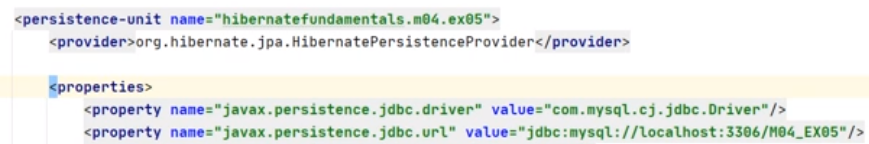 <persistence-unit name="hibernatefundamentals.m04.ex05">
<provider>org.hibernate.jpa.HibernatePersistenceProvider</provider>
<properties>
<property name="javax.persistence.jdbc.driver" value="com.mysql.cj.jdbc.Driver"/>
<property name="javax.persistence.jdbc.url" value="jdbc:mysql://localhost:3306/M04_EX05"/>